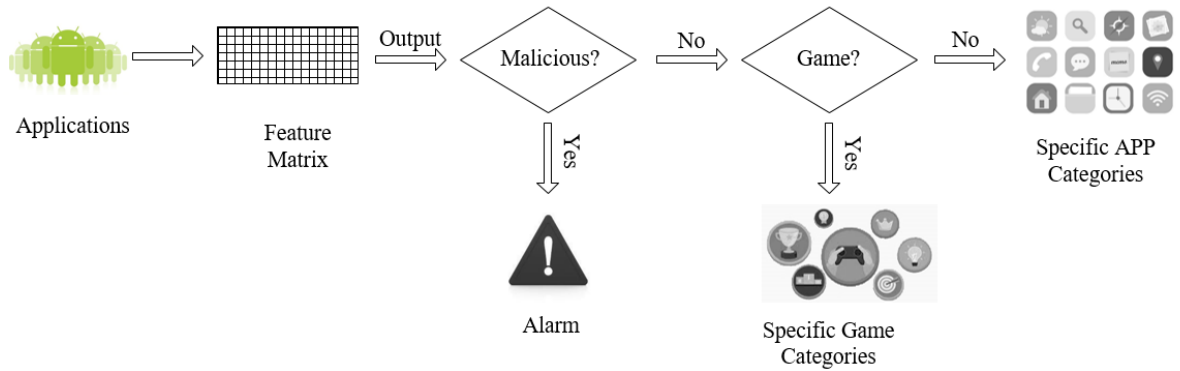 Applications
Feature
Matrix
Output
Malicious?
Yes
Alarm
No
Game?
Yes
Specific Game
Categories
No
Specific APP
Categories